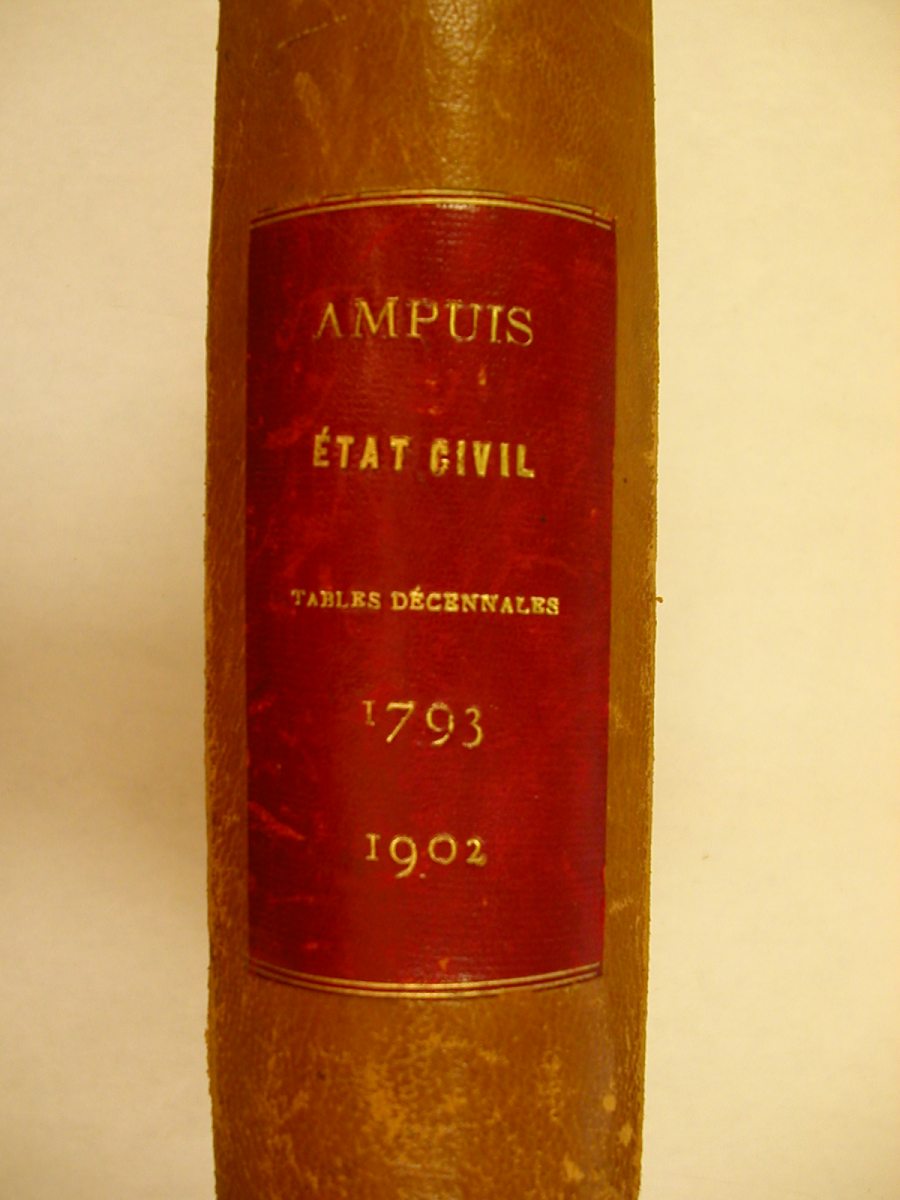 AMPUIS
ÉTAT CIVIL
TABLES DÉCENNALES
1793
1902